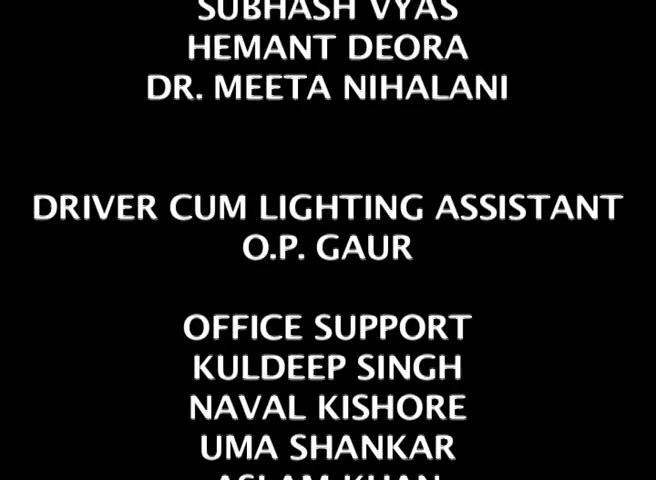 SUBHASH VYAS
HEMANT DEORA
DR. MEETA NIHALANI
DRIVER CUM LIGHTING ASSISTANT
O.P. GAUR
OFFICE SUPPORT
KULDEEP SINGH
NAVAL KISHORE
UMA SHANKAR
ASLAM KHAN